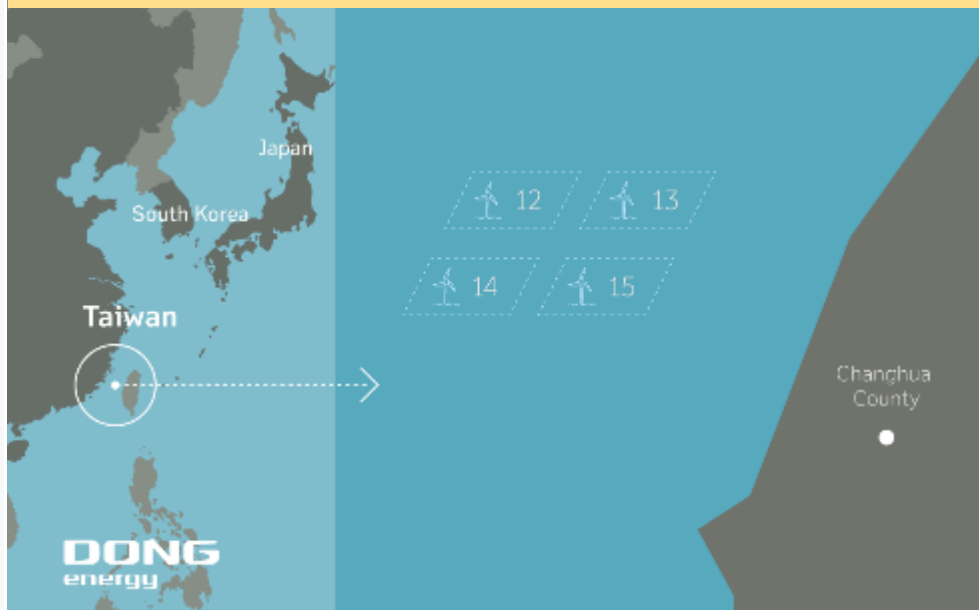 Japan
South Korea
Taiwan
12
13
14
15
Changhua
County
DONG
energy